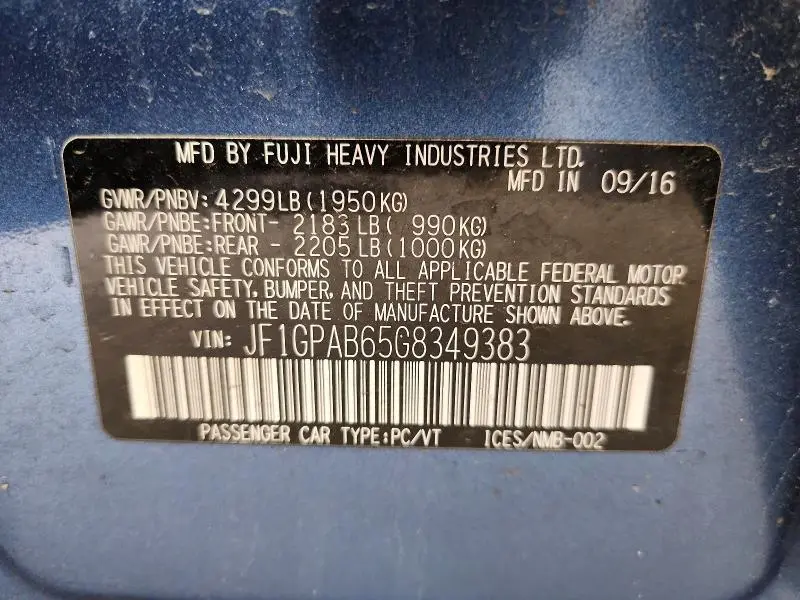 MFD BY FUJI HEAVY INDUSTRIES LTD.
MFD IN 09/16
GVWR/PNBV: 4299LB (1950KG)
GAWR/PNBE:FRONT- 2183 LB ( 990KG)
GAWR/PNBE:REAR - 2205 LB (1000KG)
THIS VEHICLE CONFORMS TO ALL APPLICABLE FEDERAL MOTOR
VEHICLE SAFETY, BUMPER, AND THEFT PREVENTION STANDARDS
IN EFFECT ON THE DATE OF MANUFACTURE SHOWN ABOVE.
VIN: JF1GPAB65G8349383
PASSENGER CAR TYPE:PC/VT ICES/NMB-002